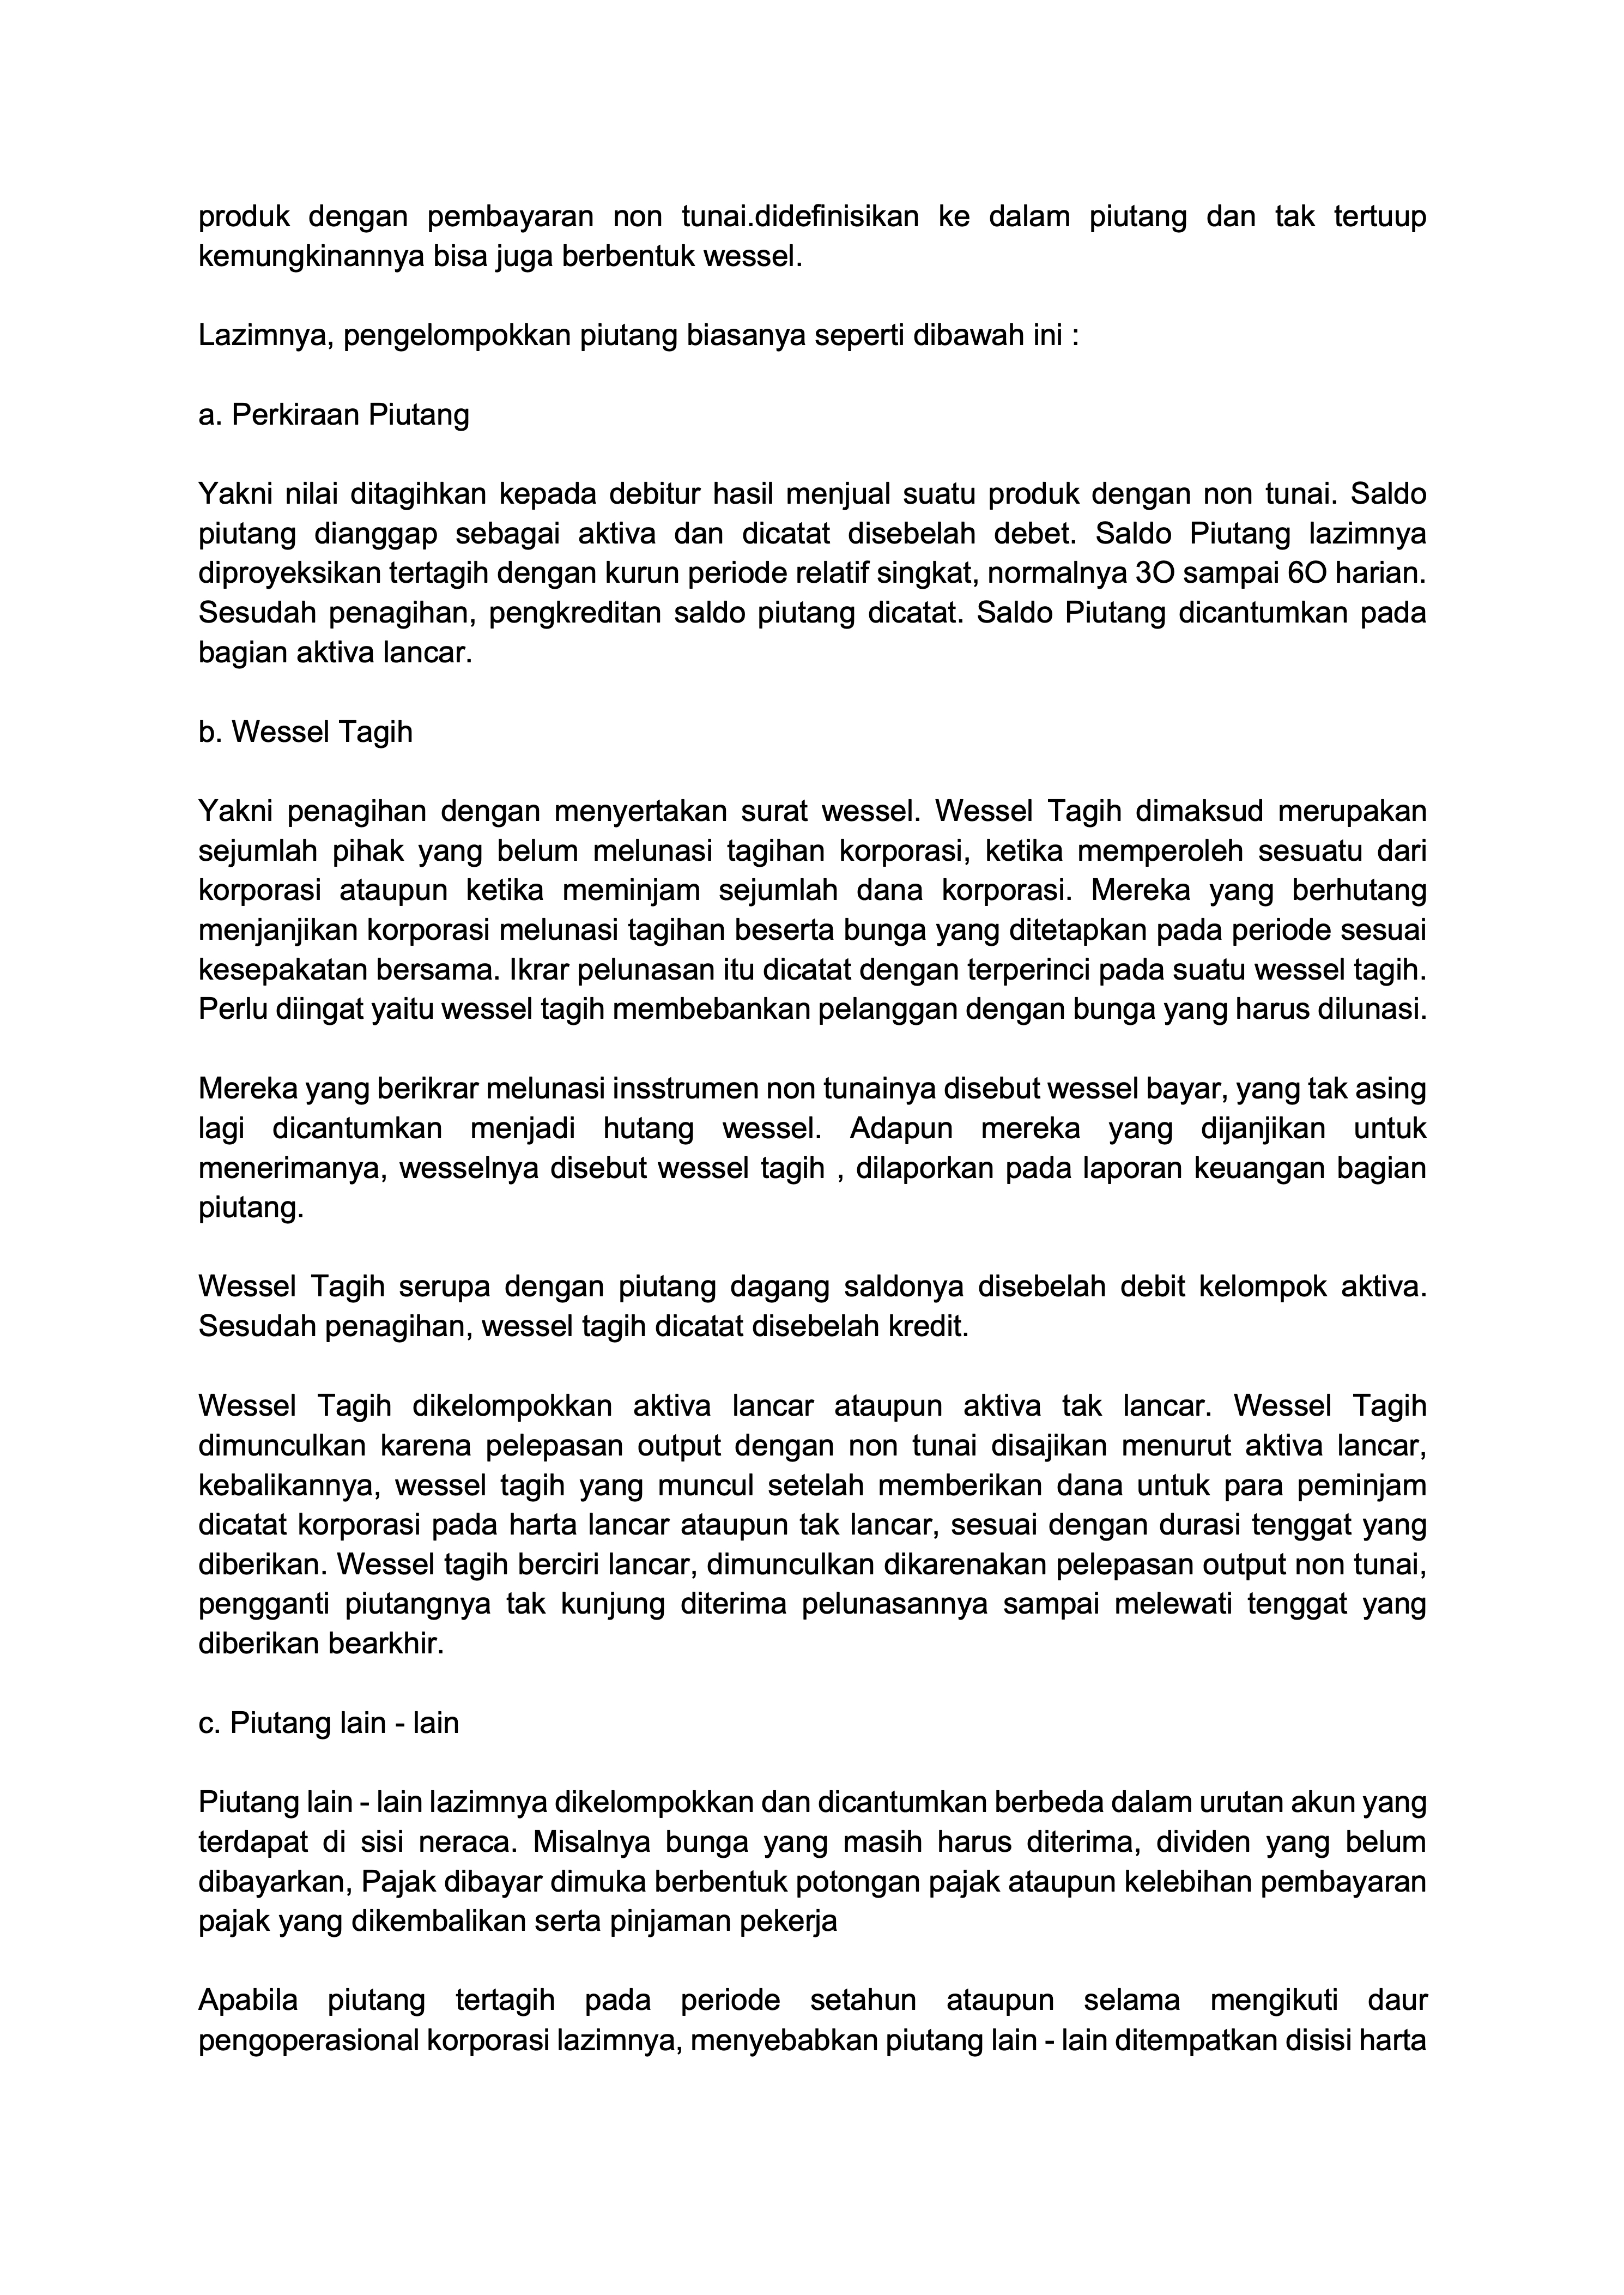 produk dengan pembayaran non tunai.didefinisikan ke dalam piutang dan tak tertuup
kemungkinannya bisa juga berbentuk wessel.
Lazimnya, pengelompokkan piutang biasanya seperti dibawah ini :
a. Perkiraan Piutang
Yakni nilai ditagihkan kepada debitur hasil menjual suatu produk dengan non tunai. Saldo
piutang dianggap sebagai aktiva dan dicatat disebelah debet. Saldo Piutang lazimnya
diproyeksikan tertagih dengan kurun periode relatif singkat, normalnya 3O sampai 6O harian.
Sesudah penagihan, pengkreditan saldo piutang dicatat. Saldo Piutang dicantumkan pada
bagian aktiva lancar.
b. Wessel Tagih
Yakni penagihan dengan menyertakan surat wessel. Wessel Tagih dimaksud merupakan
sejumlah pihak yang belum melunasi tagihan korporasi, ketika memperoleh sesuatu dari
korporasi ataupun ketika meminjam sejumlah dana korporasi. Mereka yang berhutang
menjanjikan korporasi melunasi tagihan beserta bunga yang ditetapkan pada periode sesuai
kesepakatan bersama. Ikrar pelunasan itu dicatat dengan terperinci pada suatu wessel tagih.
Perlu diingat yaitu wessel tagih membebankan pelanggan dengan bunga yang harus dilunasi.
Mereka yang berikrar melunasi insstrumen non tunainya disebut wessel bayar, yang tak asing
lagi dicantumkan menjadi hutang wessel. Adapun mereka yang dijanjikan untuk
menerimanya, wesselnya disebut wessel tagih , dilaporkan pada laporan keuangan bagian
piutang.
Wessel Tagih serupa dengan piutang dagang saldonya disebelah debit kelompok aktiva.
Sesudah penagihan, wessel tagih dicatat disebelah kredit.
Wessel Tagih dikelompokkan aktiva lancar ataupun aktiva tak lancar. Wessel Tagih
dimunculkan karena pelepasan output dengan non tunai disajikan menurut aktiva lancar,
kebalikannya, wessel tagih yang muncul setelah memberikan dana untuk para peminjam
dicatat korporasi pada harta lancar ataupun tak lancar, sesuai dengan durasi tenggat yang
diberikan. Wessel tagih berciri lancar, dimunculkan dikarenakan pelepasan output non tunai,
pengganti piutangnya tak kunjung diterima pelunasannya sampai melewati tenggat yang
diberikan bearkhir.
c. Piutang lain - lain
Piutang lain - lain lazimnya dikelompokkan dan dicantumkan berbeda dalam urutan akun yang
terdapat di sisi neraca. Misalnya bunga yang masih harus diterima, dividen yang belum
dibayarkan, Pajak dibayar dimuka berbentuk potongan pajak ataupun kelebihan pembayaran
pajak yang dikembalikan serta pinjaman pekerja
Apabila piutang tertagih pada periode setahun ataupun selama mengikuti daur
pengoperasional korporasi lazimnya, menyebabkan piutang lain - lain ditempatkan disisi harta